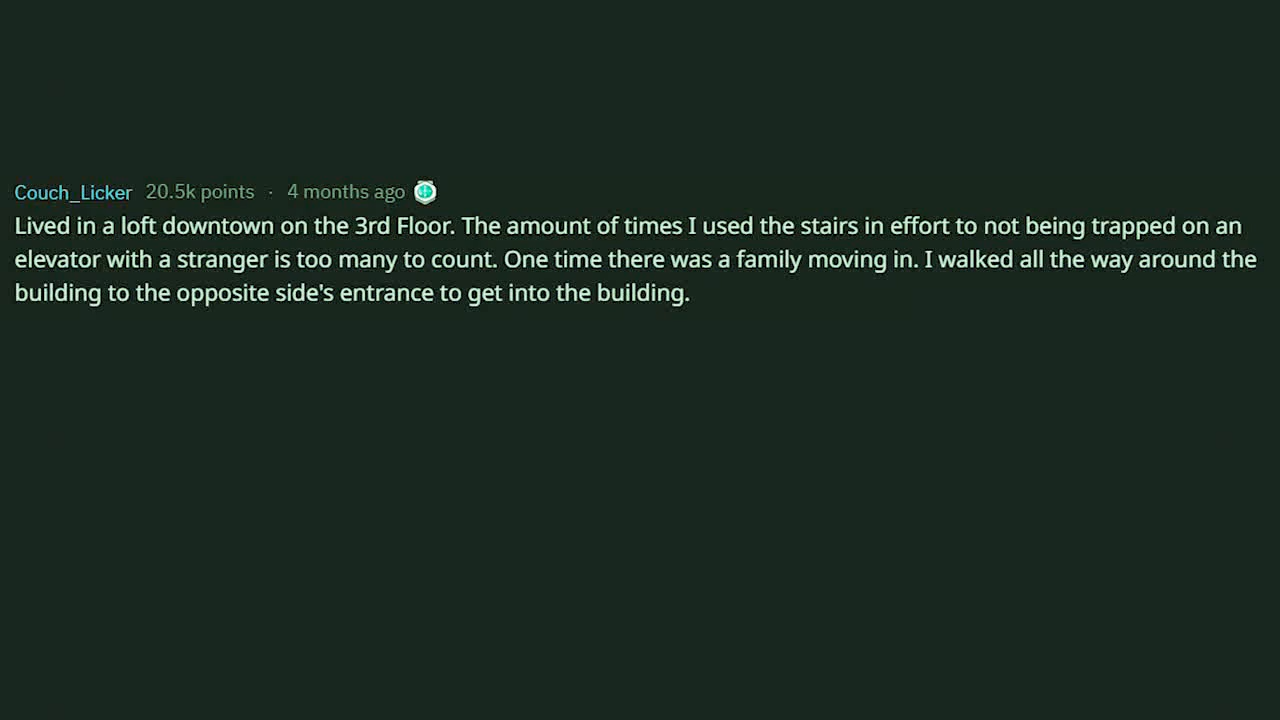 Couch_Licker 20.5k points · 4 months ago
Lived in a loft downtown on the 3rd Floor. The amount of times I used the stairs in effort to not being trapped on an
elevator with a stranger is too many to count. One time there was a family moving in. I walked all the way around the
building to the opposite side's entrance to get into the building.